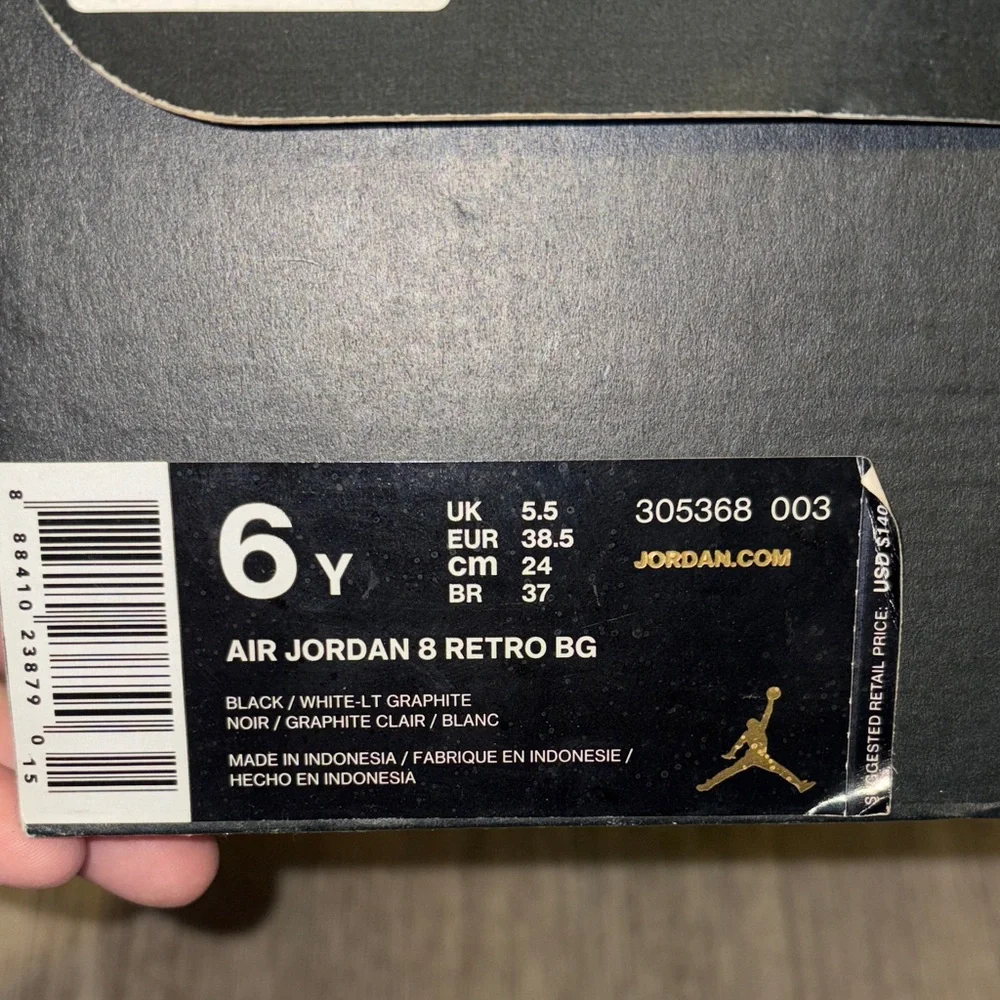 8 88410 23879 0 15
6 Y
UK 5.5
EUR 38.5
cm 24
BR 37
305368 003
JORDAN.COM
AIR JORDAN 8 RETRO BG
BLACK / WHITE-LT GRAPHITE
NOIR / GRAPHITE CLAIR / BLANC
MADE IN INDONESIA / FABRIQUE EN INDONESIE /
HECHO EN INDONESIA
SUGGESTED RETAIL PRICE: USD $140